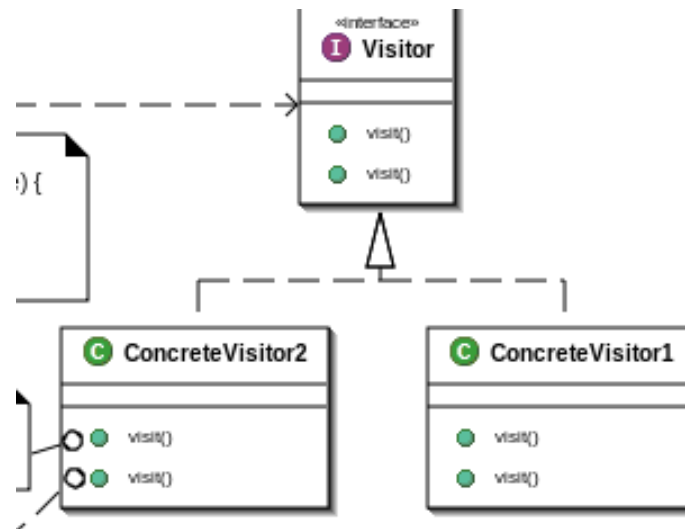 «interface»
I Visitor
visit()
visit()
e) {
C ConcreteVisitor2
visit()
visit()
C ConcreteVisitor1
visit()
visit()